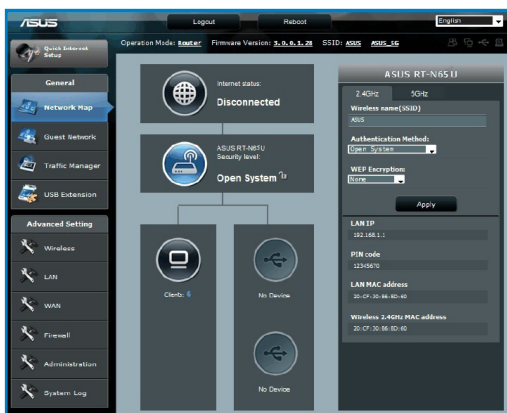 ASUS
Logout
Reboot
English
Quick Internet Setup
Operation Mode: Router Firmware Version: 3.0.0.1.28 SSID: ASUS ASUS_5G
General
Network Map
Guest Network
Traffic Manager
USB Extension
Advanced Setting
Wireless
LAN
WAN
Firewall
Administration
System Log
Internet status:
Disconnected
Security level:
Open System
Clients:
No Device
No Device
ASUS RT-N65U
2.4GHz
5GHz
Wireless name(SSID)
ASUS
Authentication Method:
Open System
WEP Encryption:
None
Apply
LAN IP
192.168.1.1
PIN code
12345670
LAN MAC address
Wireless 2.4GHz MAC address